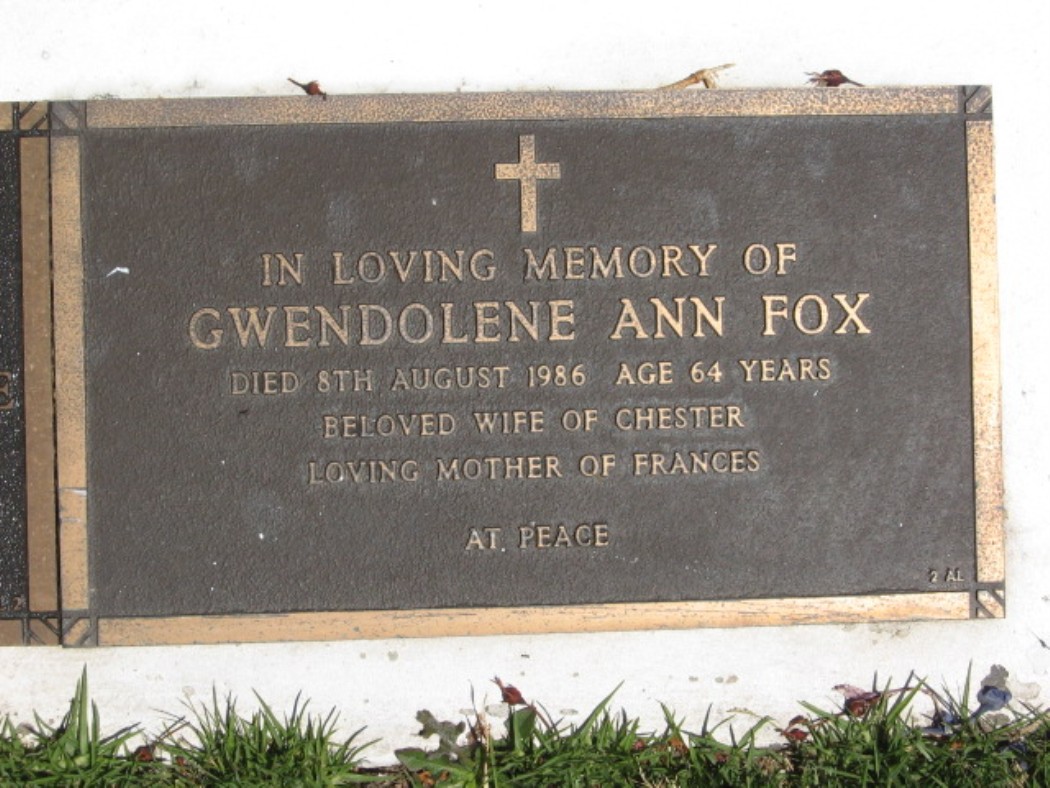 IN LOVING MEMORY OF
GWENDOLENE ANN FOX
DIED 8TH AUGUST 1986 AGE 64 YEARS
BELOVED WIFE OF CHESTER
LOVING MOTHER OF FRANCES
AT PEACE
2 AL